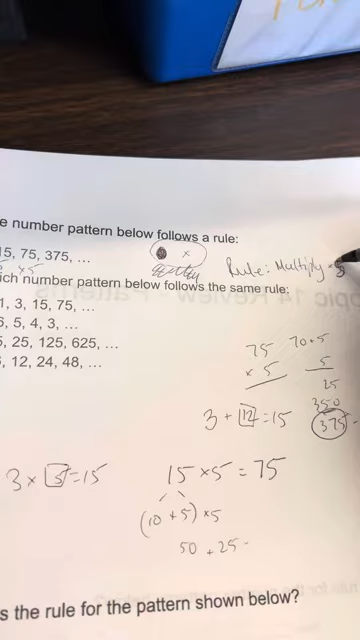 e number pattern below follows a rule:
15, 75, 375, ...
×5
×
Rule: Multiply
ich number pattern below follows the same rule:
1, 3, 15, 75, ...
6, 5, 4, 3, ...
5, 25, 125, 625, ...
6, 12, 24, 48, ...
75
× 5
70+5
5
25
350
375
3 + 12 = 15
3 × 5 = 15
15 × 5 = 75
(10 + 5) × 5
50 + 25
s the rule for the pattern shown below?